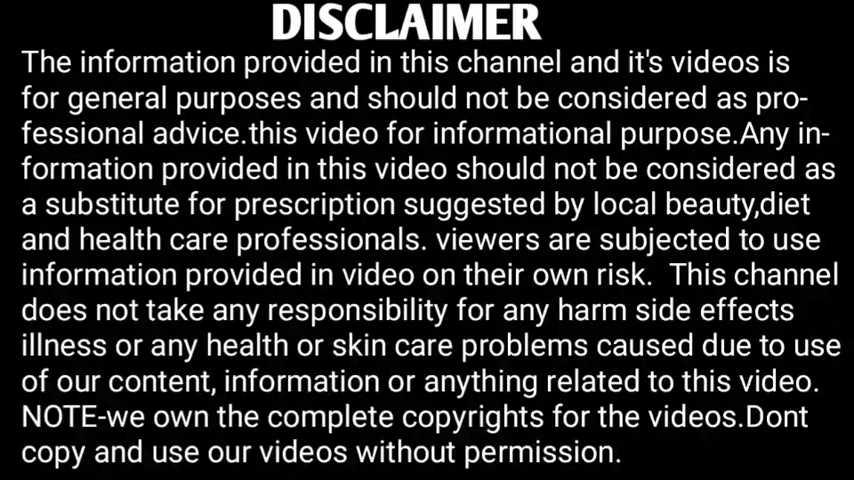 DISCLAIMER
The information provided in this channel and it's videos is
for general purposes and should not be considered as pro-
fessional advice.this video for informational purpose.Any in-
formation provided in this video should not be considered as
a substitute for prescription suggested by local beauty,diet
and health care professionals. viewers are subjected to use
information provided in video on their own risk.  This channel
does not take any responsibility for any harm side effects
illness or any health or skin care problems caused due to use
of our content, information or anything related to this video.
NOTE-we own the complete copyrights for the videos.Dont
copy and use our videos without permission.